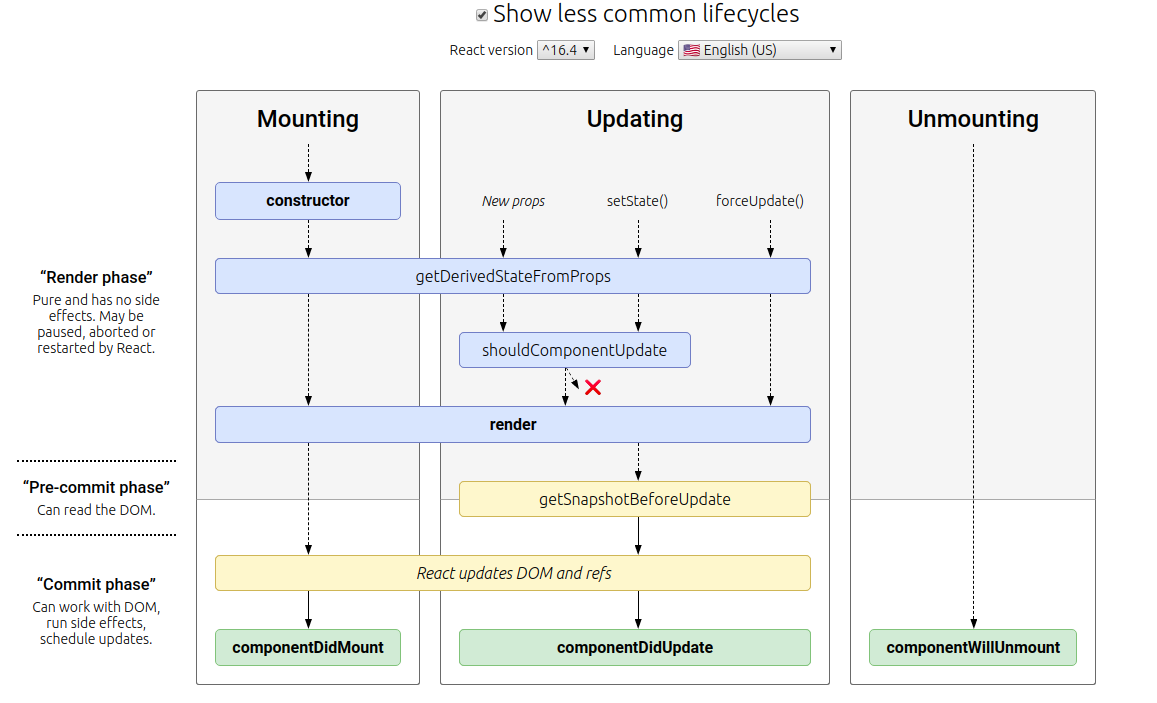 Show less common lifecycles
React version ^16.4 Language English (US)
Mounting
Updating
Unmounting
constructor
New props
setState()
forceUpdate()
“Render phase”
Pure and has no side
effects. May be
paused, aborted or
restarted by React.
getDerivedStateFromProps
shouldComponentUpdate
render
“Pre-commit phase”
Can read the DOM.
getSnapshotBeforeUpdate
“Commit phase”
Can work with DOM,
run side effects,
schedule updates.
React updates DOM and refs
componentDidMount
componentDidUpdate
componentWillUnmount